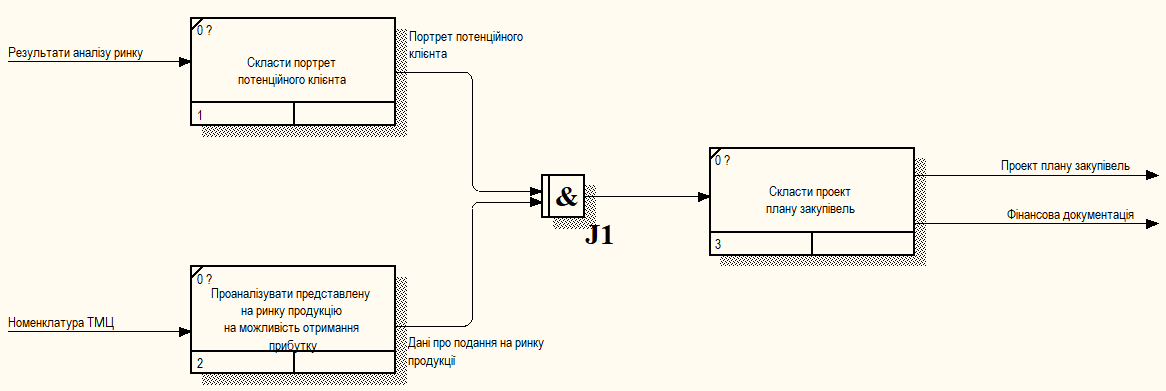 Результати аналізу ринку
0 ?
Скласти портрет
потенційного клієнта
1
Портрет потенційного
клієнта
Номенклатура ТМЦ
0 ?
Проаналізувати представлену
на ринку продукцію
на можливість отримання
прибутку
2
Дані про подання на ринку
продукції
&
J1
0 ?
Скласти проект
плану закупівель
3
Проект плану закупівель
Фінансова документація